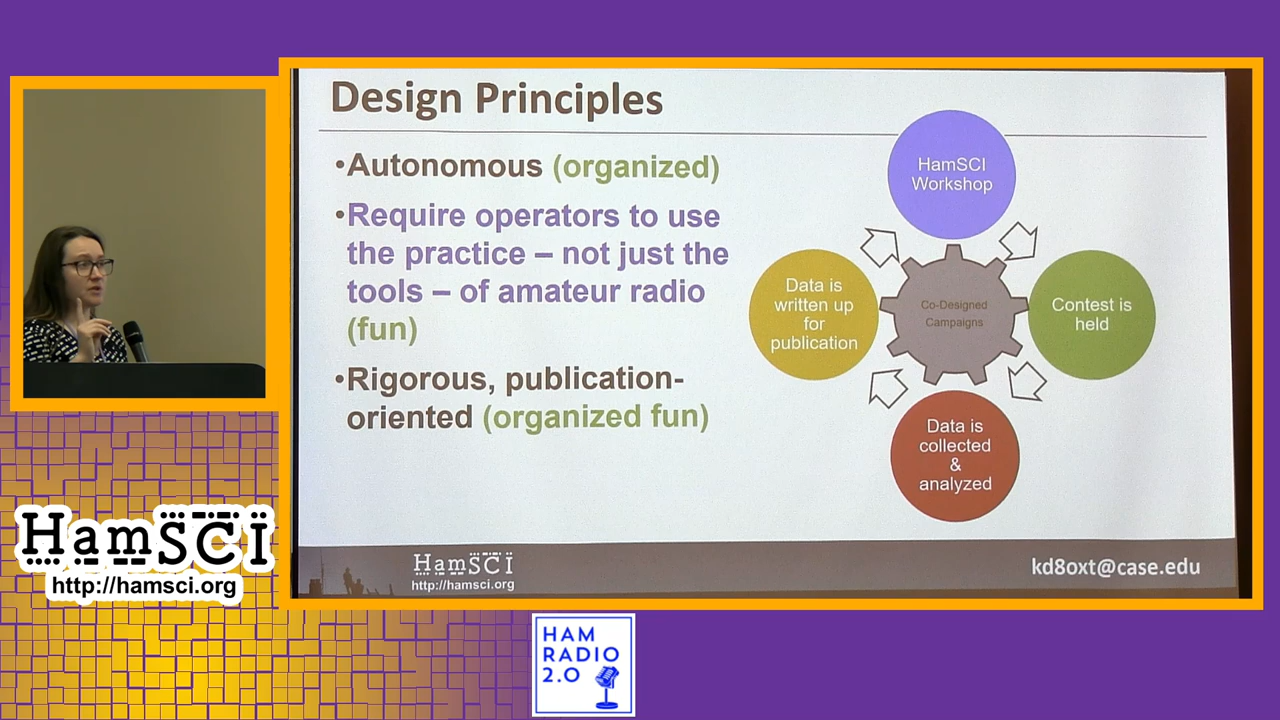 Design Principles
•Autonomous (organized)
•Require operators to use
the practice – not just the
tools – of amateur radio
(fun)
•Rigorous, publication-
oriented (organized fun)
HamSCI
Workshop
Contest is
held
Data is
collected
&
analyzed
Data is
written up
for
publication
Co-Designed
Campaigns
HamSCI
http://hamsci.org
kd8oxt@case.edu
HamSCI
http://hamsci.org
HAM
RADIO
2.0